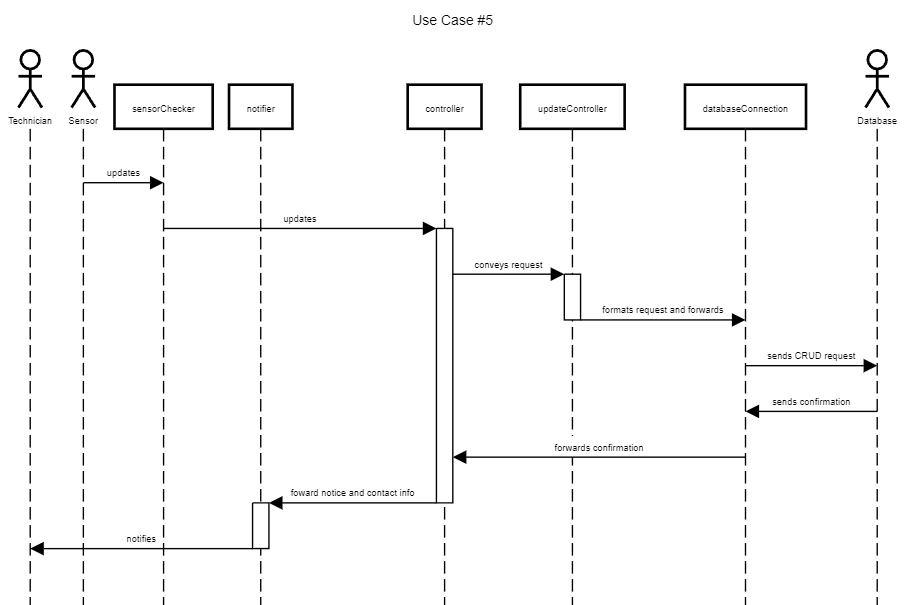 Use Case #5
Technician
Sensor
sensorChecker
notifier
controller
updateController
databaseConnection
Database
updates
updates
conveys request
formats request and forwards
sends CRUD request
sends confirmation
forwards confirmation
foward notice and contact info
notifies